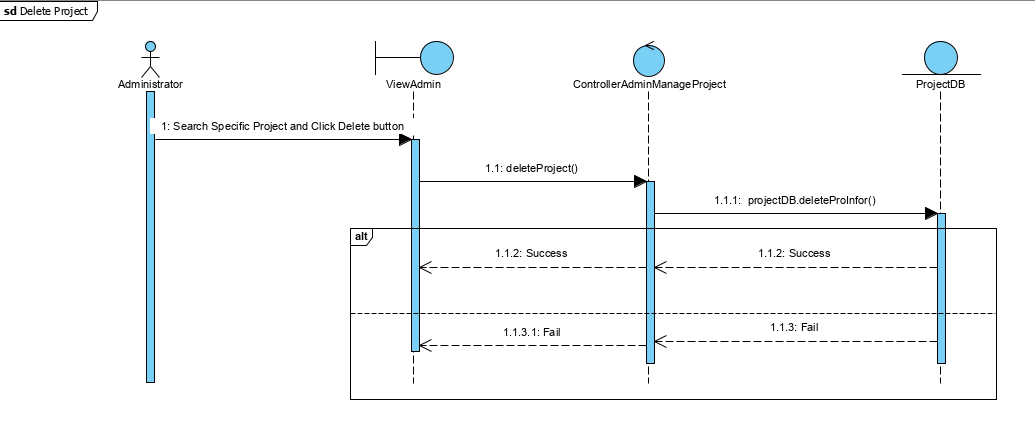 sd Delete Project
Administrator
ViewAdmin
ControllerAdminManageProject
ProjectDB
1: Search Specific Project and Click Delete button
1.1: deleteProject()
1.1.1: projectDB.deleteProInfor()
alt
1.1.2: Success
1.1.2: Success
1.1.3.1: Fail
1.1.3: Fail